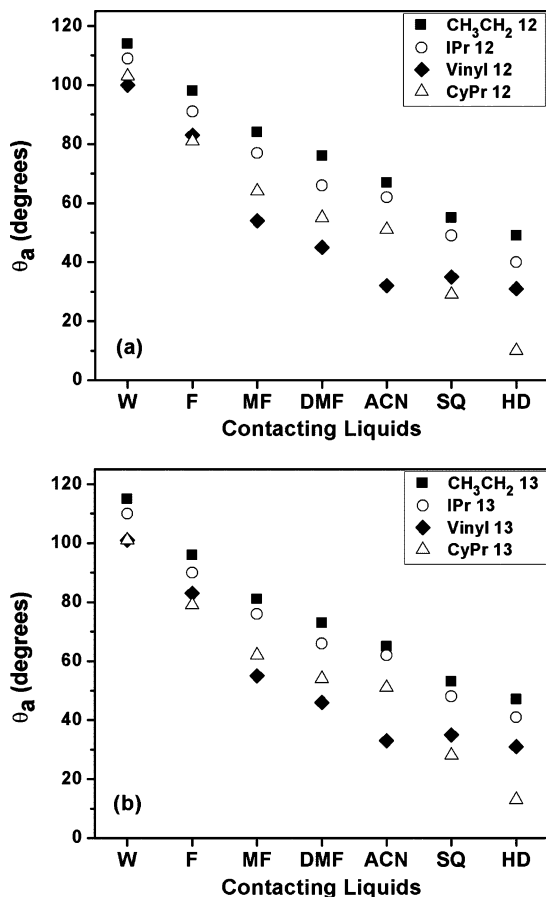 120
100
80
60
40
20
0
θa (degrees)
CH3CH2 12
IPr 12
Vinyl 12
CyPr 12
(a)
W F MF DMF ACN SQ HD
Contacting Liquids
120
100
80
60
40
20
0
θa (degrees)
CH3CH2 13
IPr 13
Vinyl 13
CyPr 13
(b)
W F MF DMF ACN SQ HD
Contacting Liquids